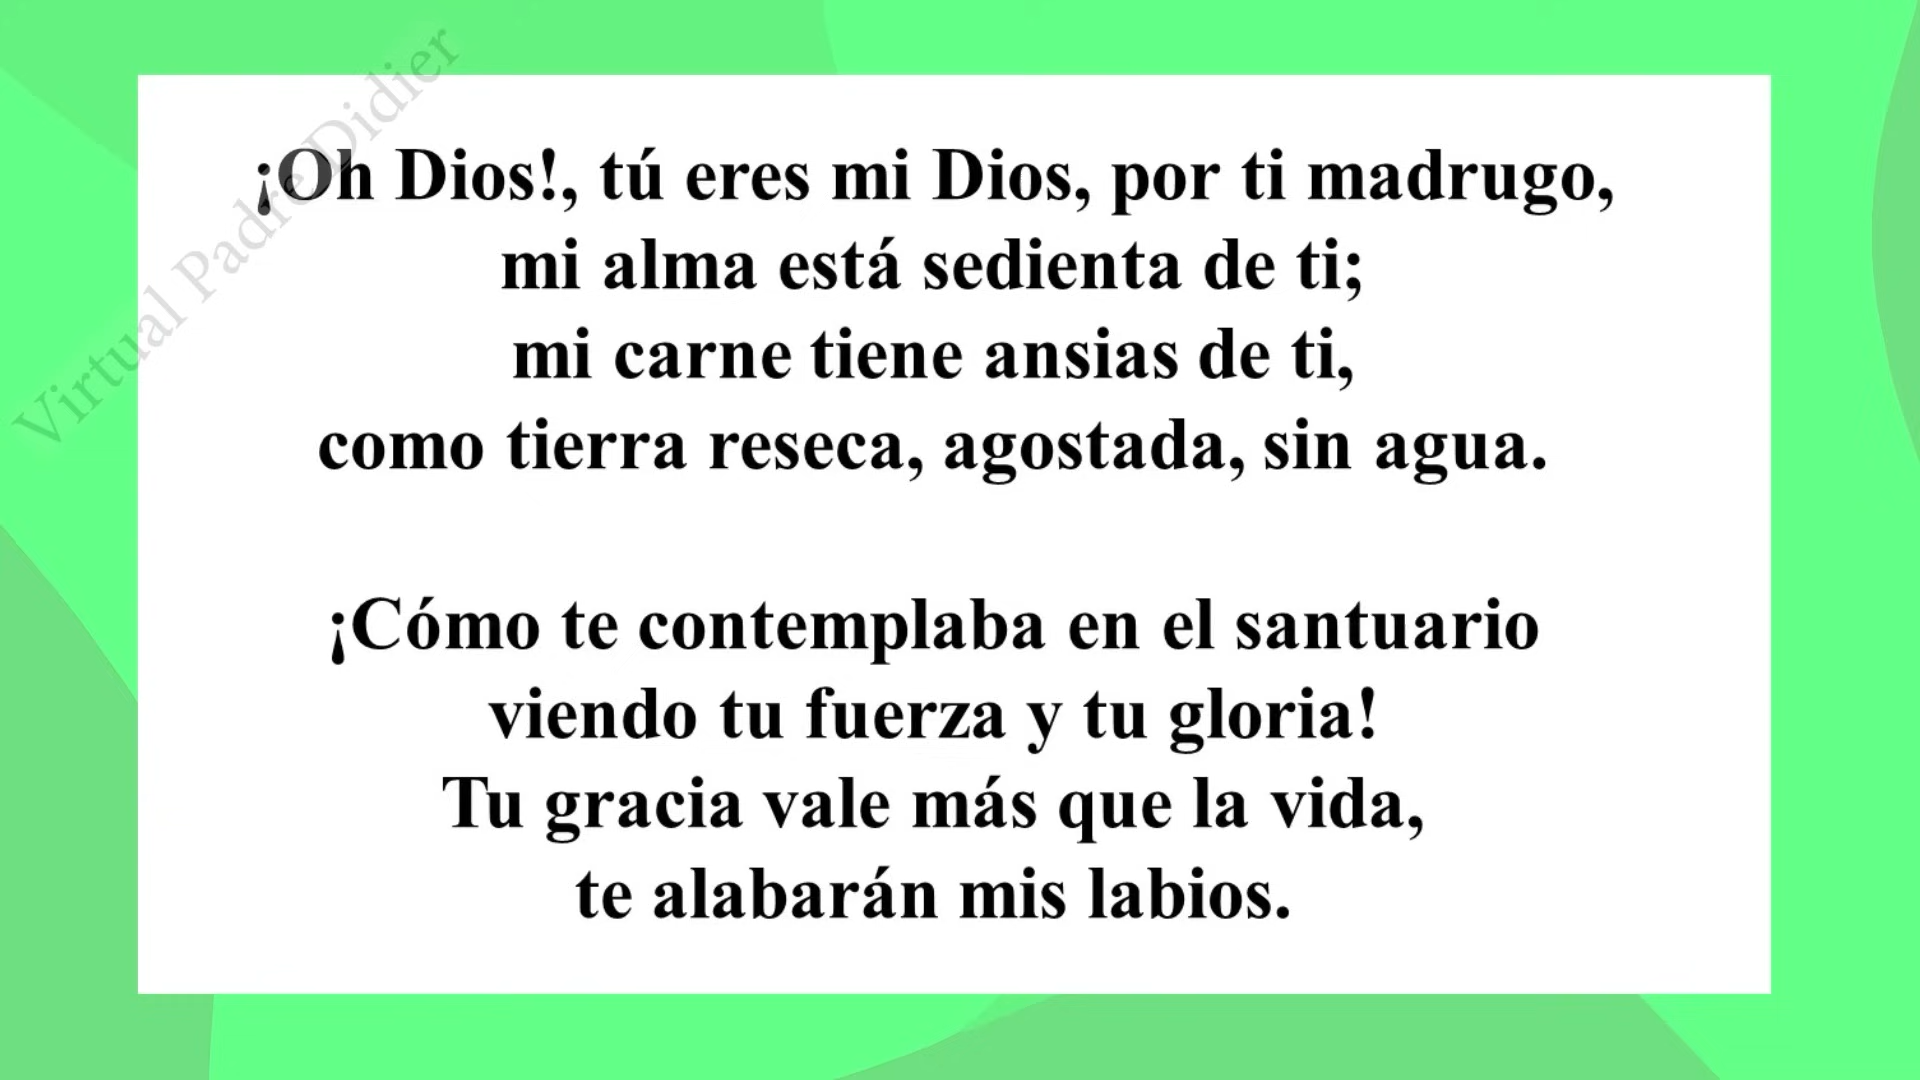 Virtual Padre Didier
¡Oh Dios!, tú eres mi Dios, por ti madrugo,
mi alma está sedienta de ti;
mi carne tiene ansias de ti,
como tierra reseca, agostada, sin agua.
¡Cómo te contemplaba en el santuario
viendo tu fuerza y tu gloria!
Tu gracia vale más que la vida,
te alabarán mis labios.